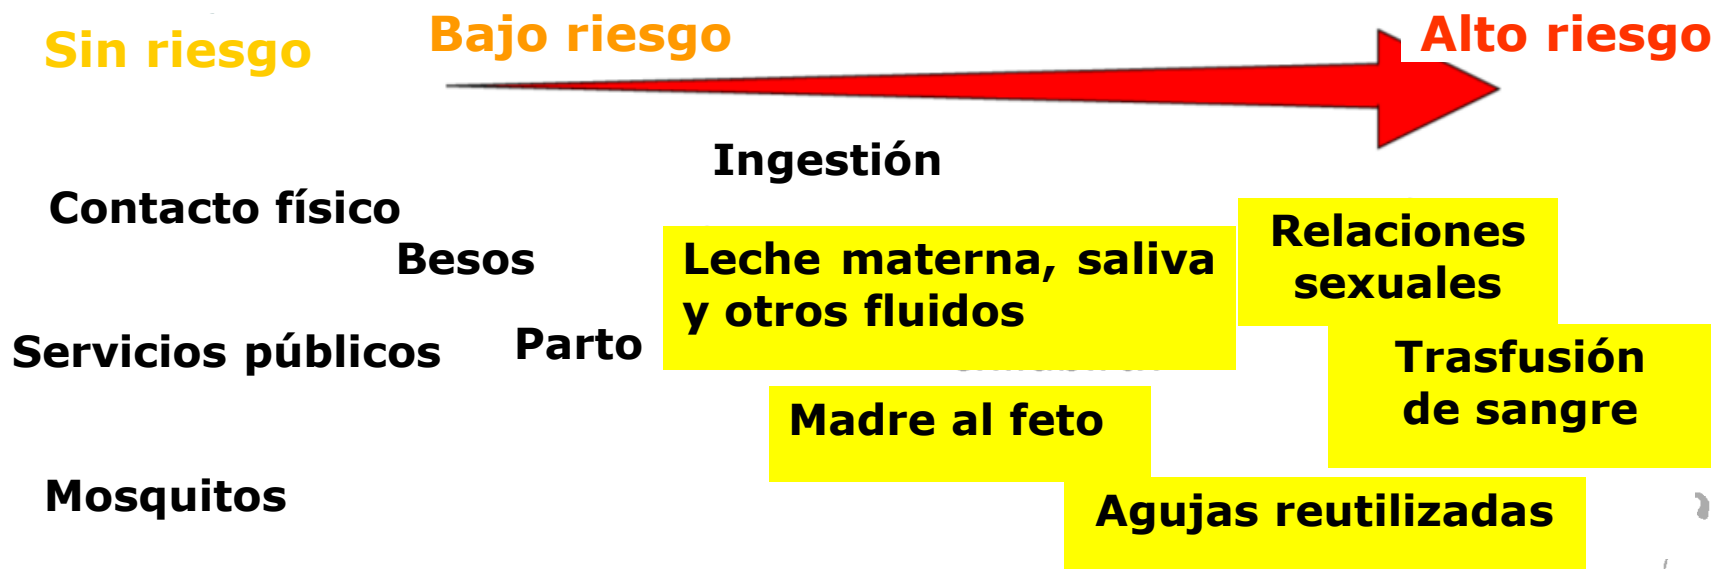 Sin riesgo
Bajo riesgo
Alto riesgo
Ingestión
Contacto físico
Besos
Leche materna, saliva
y otros fluidos
Relaciones
sexuales
Servicios públicos
Parto
Trasfusión
de sangre
Madre al feto
Mosquitos
Agujas reutilizadas